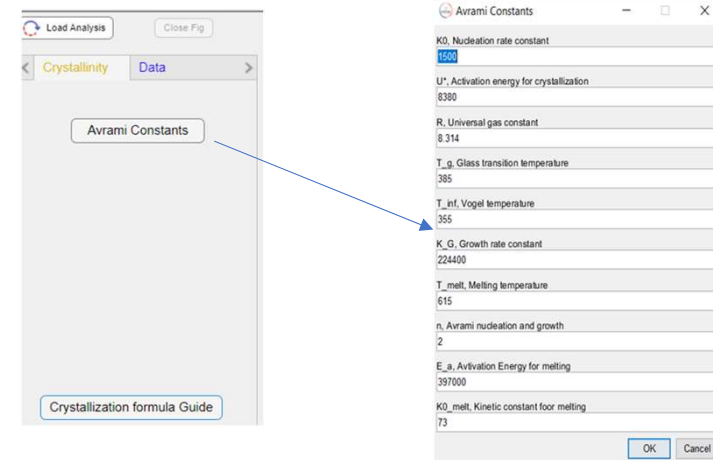 Load Analysis
Close Fig
Crystallinity
Data
Avrami Constants
Crystallization formula Guide
Avrami Constants
K0, Nucleation rate constant
1500
U*, Activation energy for crystallization
8380
R, Universal gas constant
8.314
T_g, Glass transition temperature
385
T_inf, Vogel temperature
355
K_G, Growth rate constant
224400
T_melt, Melting temperature
615
n, Avrami nucleation and growth
2
E_a, Avtivation Energy for melting
397000
K0_melt, Kinetic constant foor melting
73
OK
Cancel